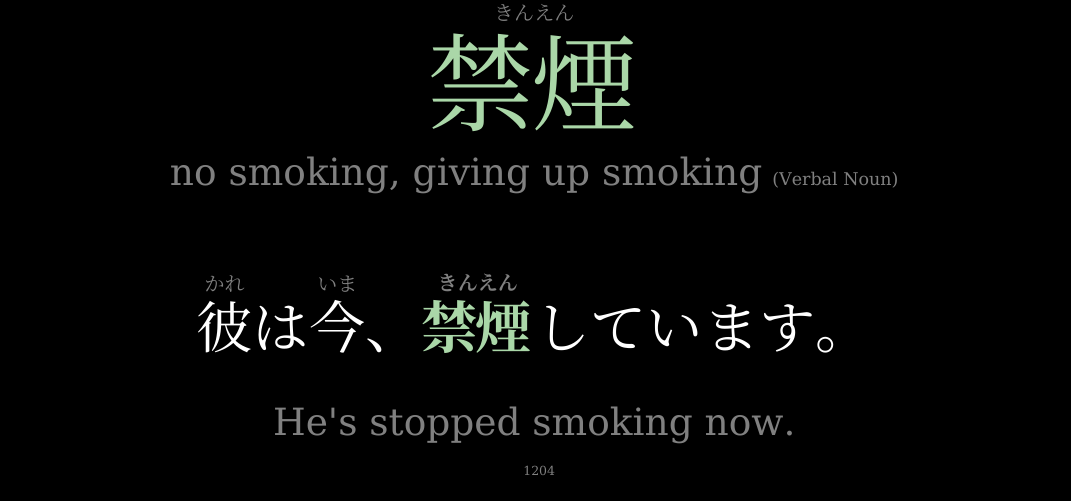 きんえん
禁煙
no smoking, giving up smoking (Verbal Noun)
かれ いま きんえん
彼は今、禁煙しています。
He's stopped smoking now.
1204